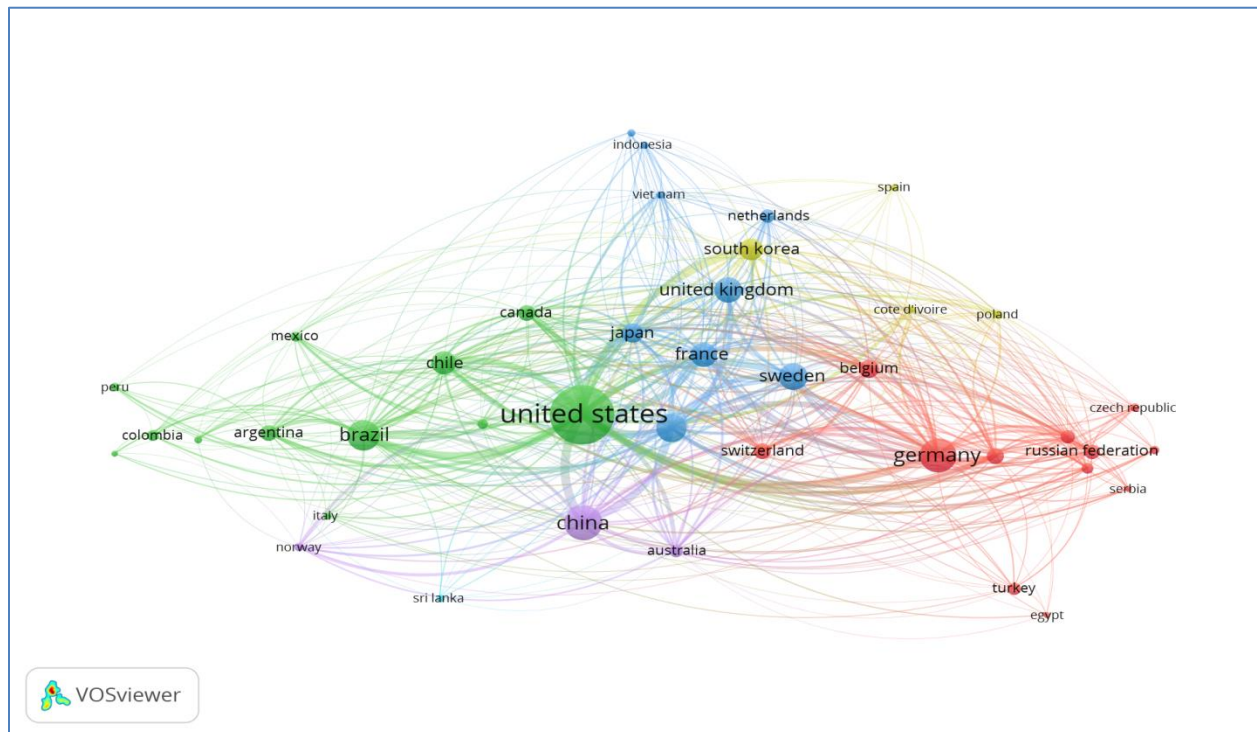 indonesia
viet nam
spain
netherlands
south korea
united kingdom
canada
cote d'ivoire
poland
japan
mexico
france
chile
belgium
sweden
peru
czech republic
united states
colombia
argentina
brazil
switzerland
germany
russian federation
serbia
italy
china
norway
australia
turkey
sri lanka
egypt
VOSviewer